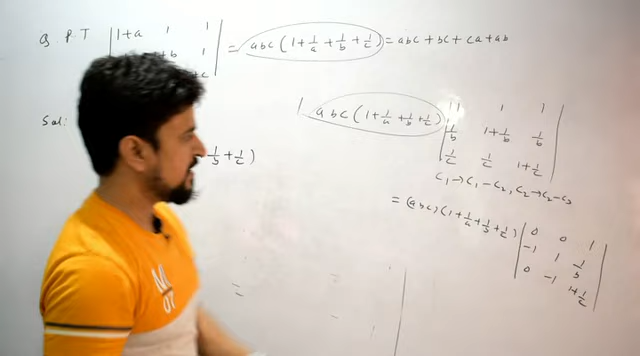 Q. P. T |1+a 1 1| = abc(1+1/a+1/b+1/c) = abc+bc+ca+ab
+b 1
+c
Sol:
1/b+1/c)
abc(1+1/a+1/b+1/c) |1 1 1|
1/b 1+1/b 1/b
1/c 1/c 1+1/c
C₁→C₁-C₂, C₂→C₂-C₃
= (abc)(1+1/a+1/b+1/c) |0 0 1|
-1 1 1/b
0 -1 1+1/c
=
M
07